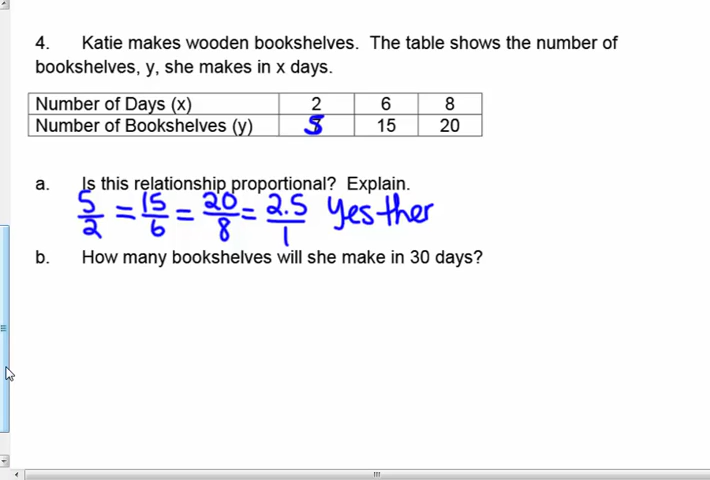 4. Katie makes wooden bookshelves. The table shows the number of
bookshelves, y, she makes in x days.
Number of Days (x) 2 6 8
Number of Bookshelves (y) 5 15 20
a. Is this relationship proportional? Explain.
5/2 = 15/6 = 20/8 = 2.5/1 Yes ther
b. How many bookshelves will she make in 30 days?